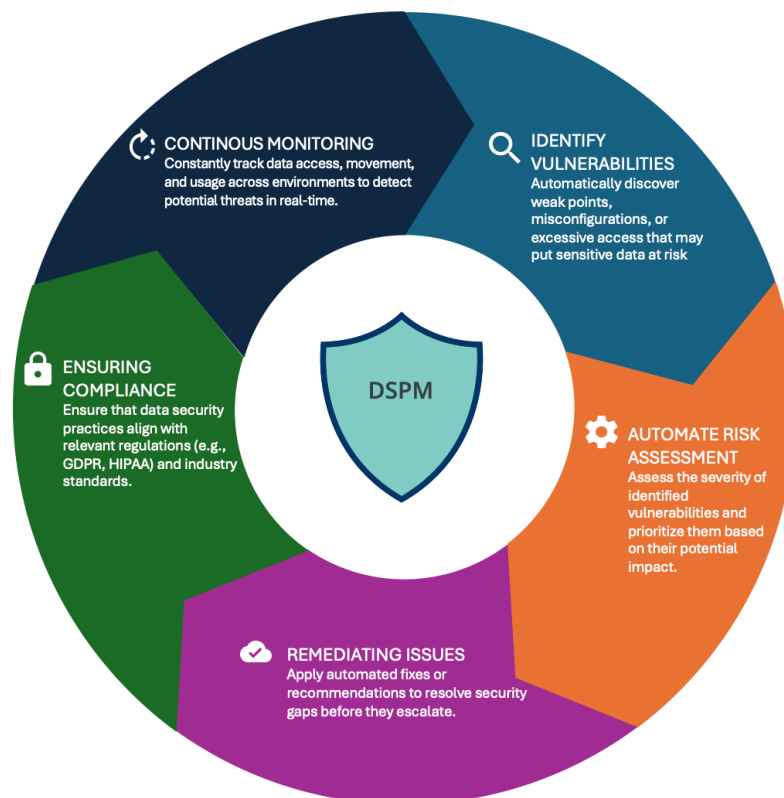 CONTINOUS MONITORING
Constantly track data access, movement,
and usage across environments to detect
potential threats in real-time.
IDENTIFY
VULNERABILITIES
Automatically discover
weak points,
misconfigurations, or
excessive access that may
put sensitive data at risk
AUTOMATE RISK
ASSESSMENT
Assess the severity of
identified
vulnerabilities and
prioritize them based
on their potential
impact.
REMEDIATING ISSUES
Apply automated fixes or
recommendations to resolve security
gaps before they escalate.
ENSURING
COMPLIANCE
Ensure that data security
practices align with
relevant regulations (e.g.,
GDPR, HIPAA) and industry
standards.
DSPM